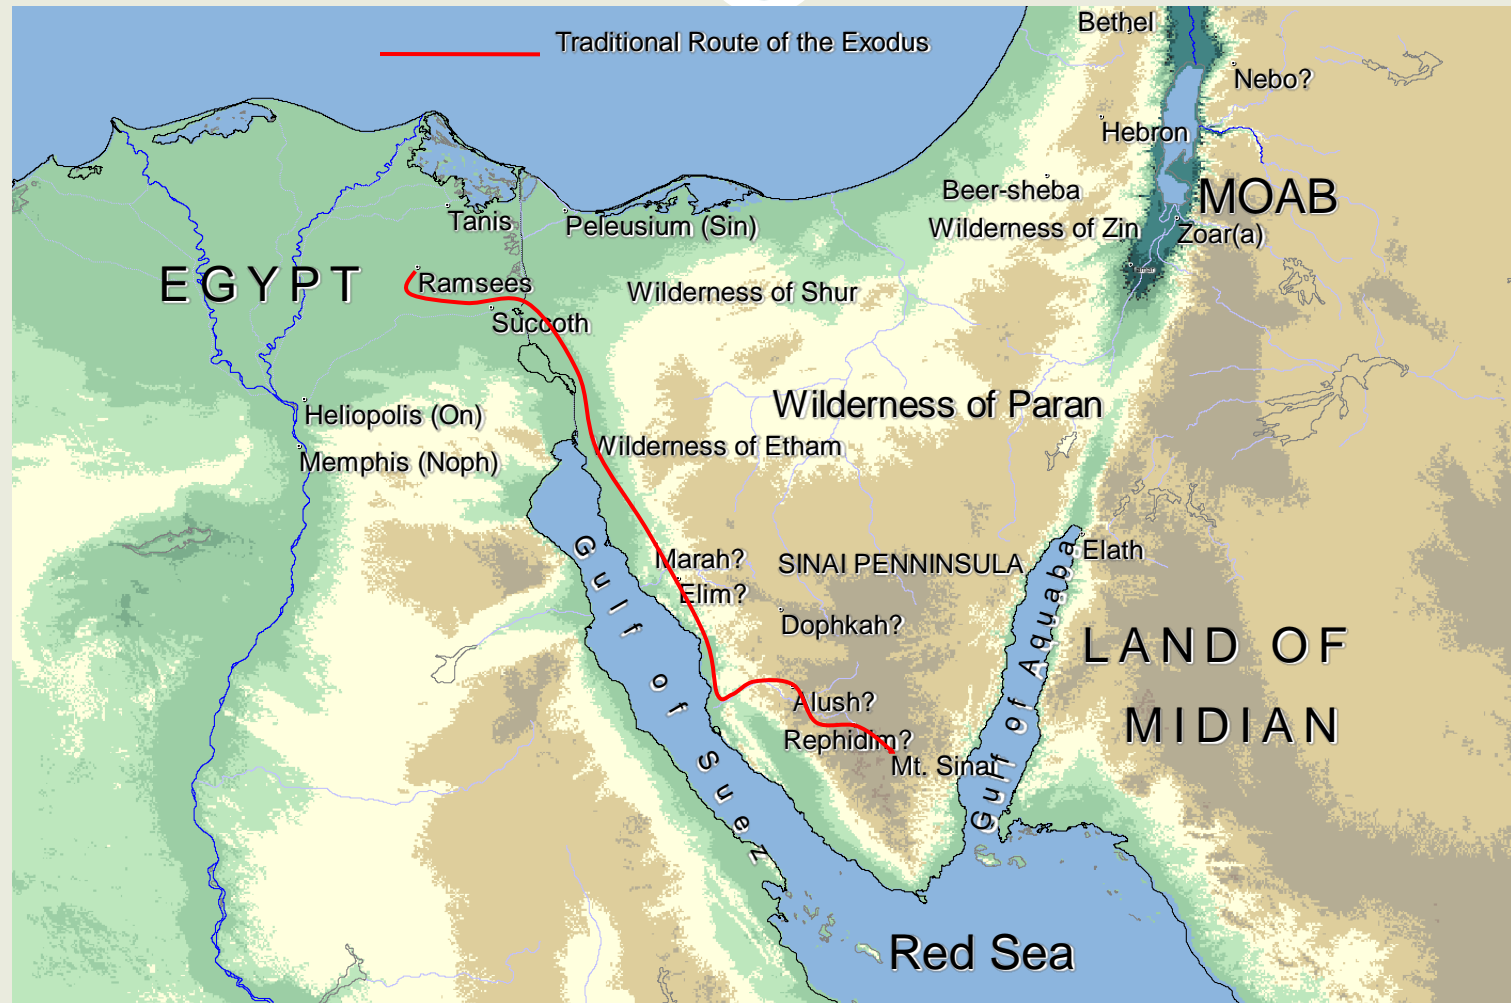 Bethel
Traditional Route of the Exodus
Nebo?
Hebron
Beer-sheba
MOAB
Tanis
Peleusium (Sin)
Wilderness of Zin
Zoar(a)
EGYPT
Ramsees
Wilderness of Shur
Succoth
Wilderness of Paran
Heliopolis (On)
Wilderness of Etham
Memphis (Noph)
Marah?
SINAI PENNINSULA
Elath
Elim?
Dophkah?
LAND OF
MIDIAN
Gulf of Suez
Gulf of Aquaba
Alush?
Rephidim?
Mt. Sinai
Red Sea